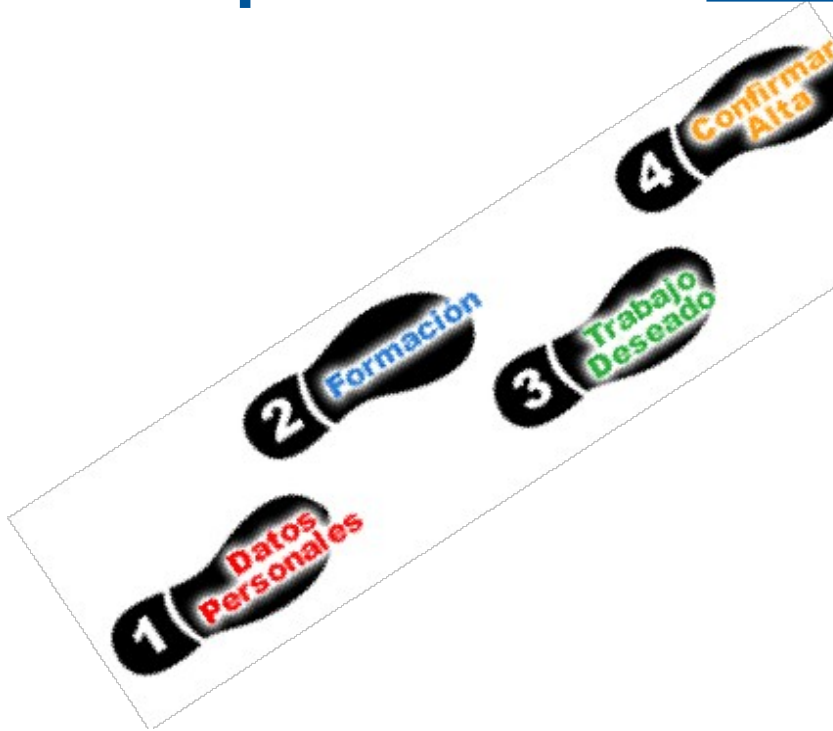 1
Datos
Personales
2
Formación
3
Trabajo
Deseado
4
Confirmar
Alta